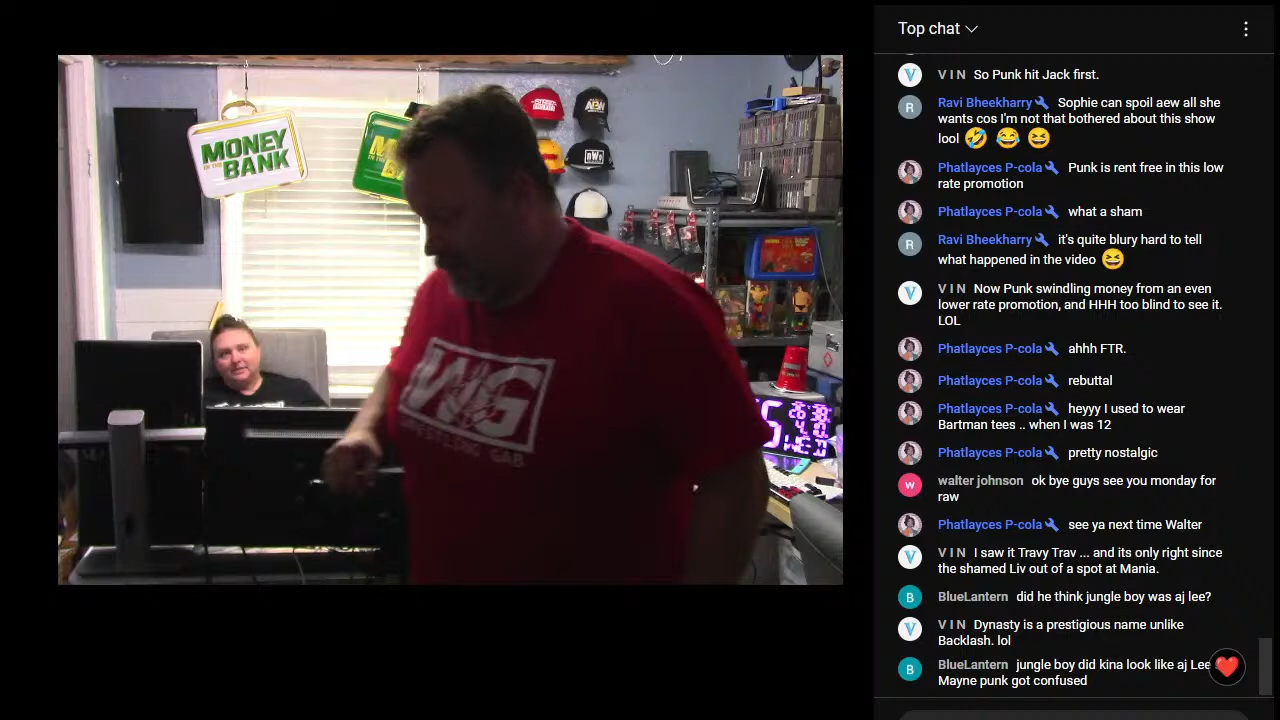 Top chat
V I N So Punk hit Jack first.
Ravi Bheekharry Sophie can spoil aew all she
wants cos I'm not that bothered about this show
lool 🤣 😂 😆
Phatlayces P-cola Punk is rent free in this low
rate promotion
Phatlayces P-cola what a sham
Ravi Bheekharry it's quite blury hard to tell
what happened in the video 😆
V I N Now Punk swindling money from an even
lower rate promotion, and HHH too blind to see it.
LOL
Phatlayces P-cola ahhh FTR.
Phatlayces P-cola rebuttal
Phatlayces P-cola heyyy I used to wear
Bartman tees .. when I was 12
Phatlayces P-cola pretty nostalgic
walter johnson ok bye guys see you monday for
raw
Phatlayces P-cola see ya next time Walter
V I N I saw it Travy Trav ... and its only right since
the shamed Liv out of a spot at Mania.
BlueLantern did he think jungle boy was aj lee?
V I N Dynasty is a prestigious name unlike
Backlash. lol
BlueLantern jungle boy did kina look like aj Lee
Mayne punk got confused
MONEY
IN THE
BANK
MONEY
IN THE
BA
AEW
nWo
WG
WRESTLING GAB